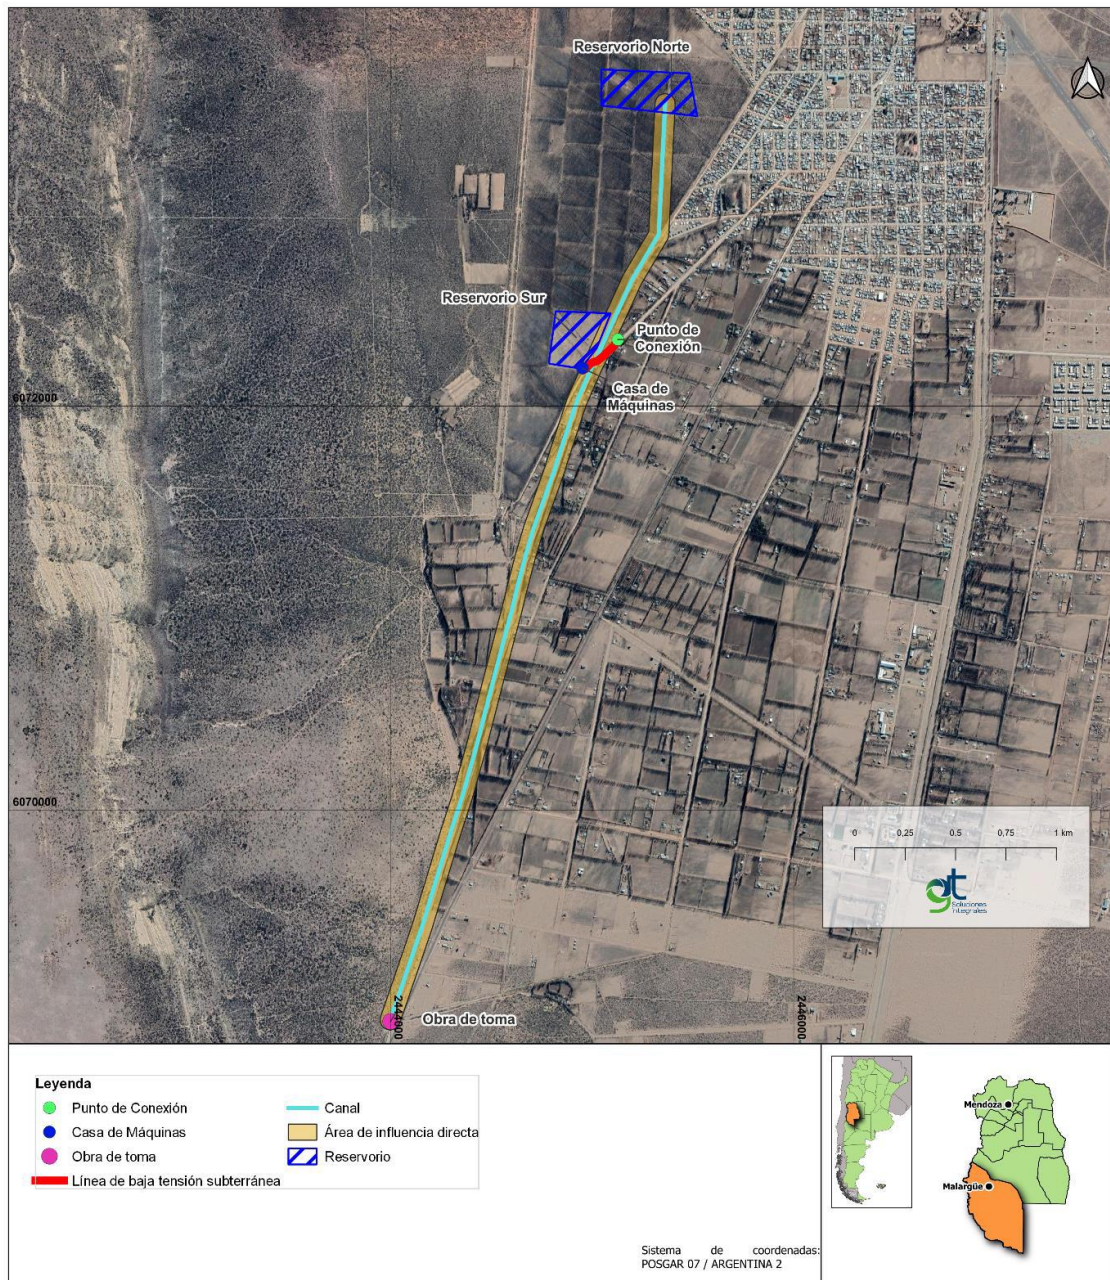 Reservorio Norte
Reservorio Sur
Punto de
Conexión
Casa de
Máquinas
6072000
6070000
0 0,25 0,5 0,75 1 km
gt
Soluciones
Integrales
2444000
2446000
Obra de toma
Leyenda
Punto de Conexión
Casa de Máquinas
Obra de toma
Línea de baja tensión subterránea
Canal
Área de influencia directa
Reservorio
Mendoza
Malargüe
Sistema de coordenadas:
POSGAR 07 / ARGENTINA 2